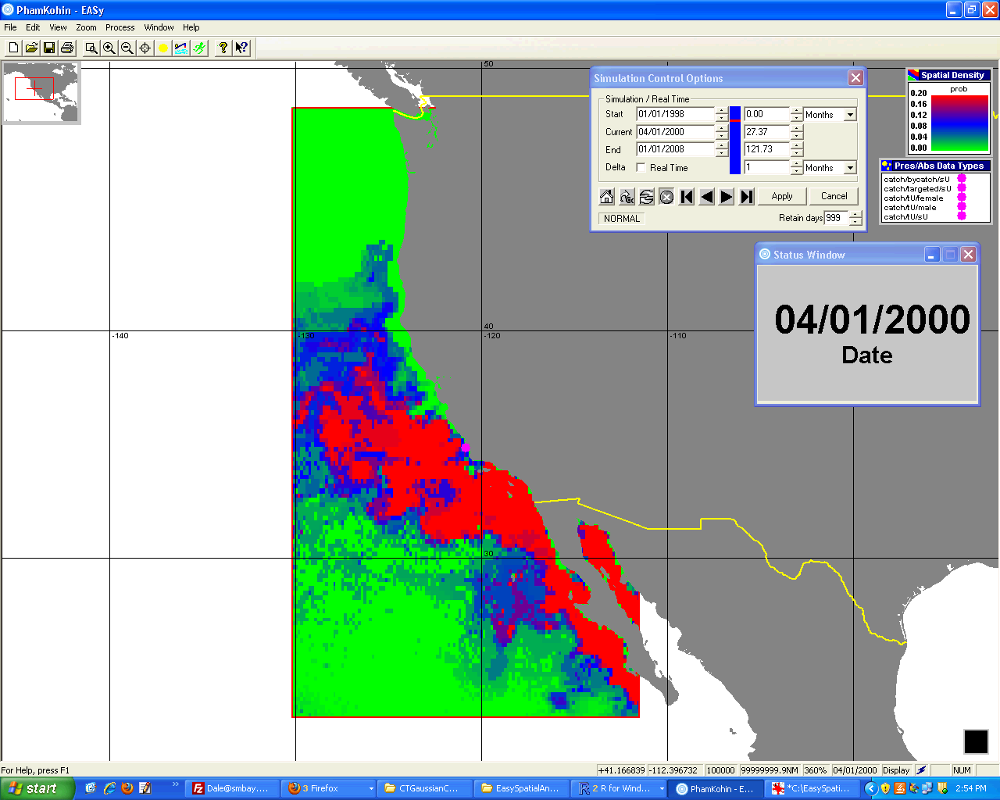 PhamKohin - EASy
File Edit View Zoom Process Window Help
50
40
-140 -130 -120 -110
30
Simulation Control Options
Simulation / Real Time
Start 01/01/1998 0.00 Months
Current 04/01/2000 27.37
End 01/01/2008 121.73
Delta Real Time 1 Months
Apply Cancel
NORMAL Retain days 999
Spatial Density
prob
0.20
0.16
0.12
0.08
0.04
0.00
Pres/Abs Data Types
catch/bycatch/sU
catch/targeted/sU
catch/tU/female
catch/tU/male
catch/tU/sU
Status Window
04/01/2000
Date
For Help, press F1 +41.166839 -112.396732 100000 99999999.9NM 360% 04/01/2000 Display NUM
start Dale@smbay.... 3 Firefox CTGaussianC... EasySpatialAn... 2 R for Wind... PhamKohin - E... *C:\EasySpati... 2:54 PM